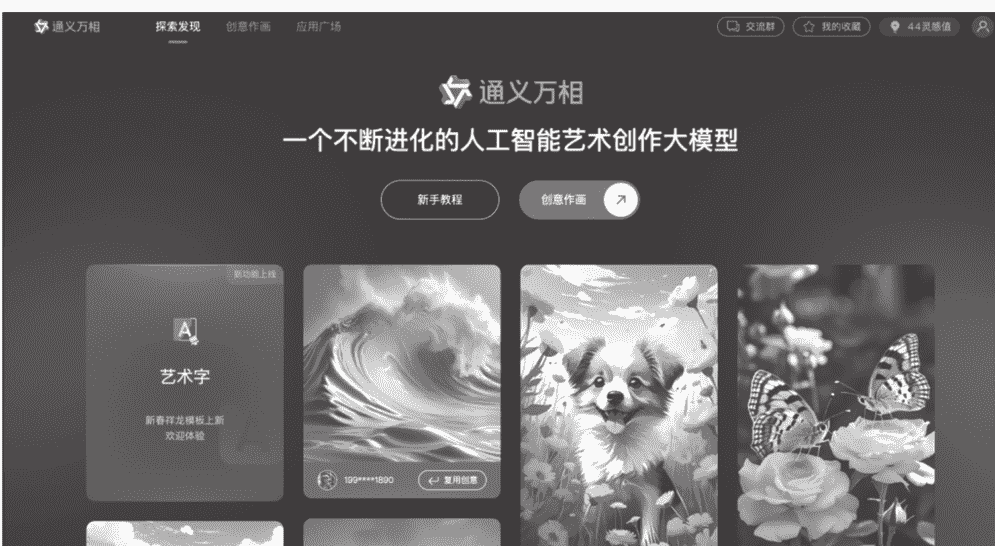 通义万相
探索发现
创意作画
应用广场
交流群
我的收藏
44灵感值
通义万相
一个不断进化的人工智能艺术创作大模型
新手教程
创意作画
新功能上线
艺术字
新春祥龙模板上新
欢迎体验
199****1890
复用创意